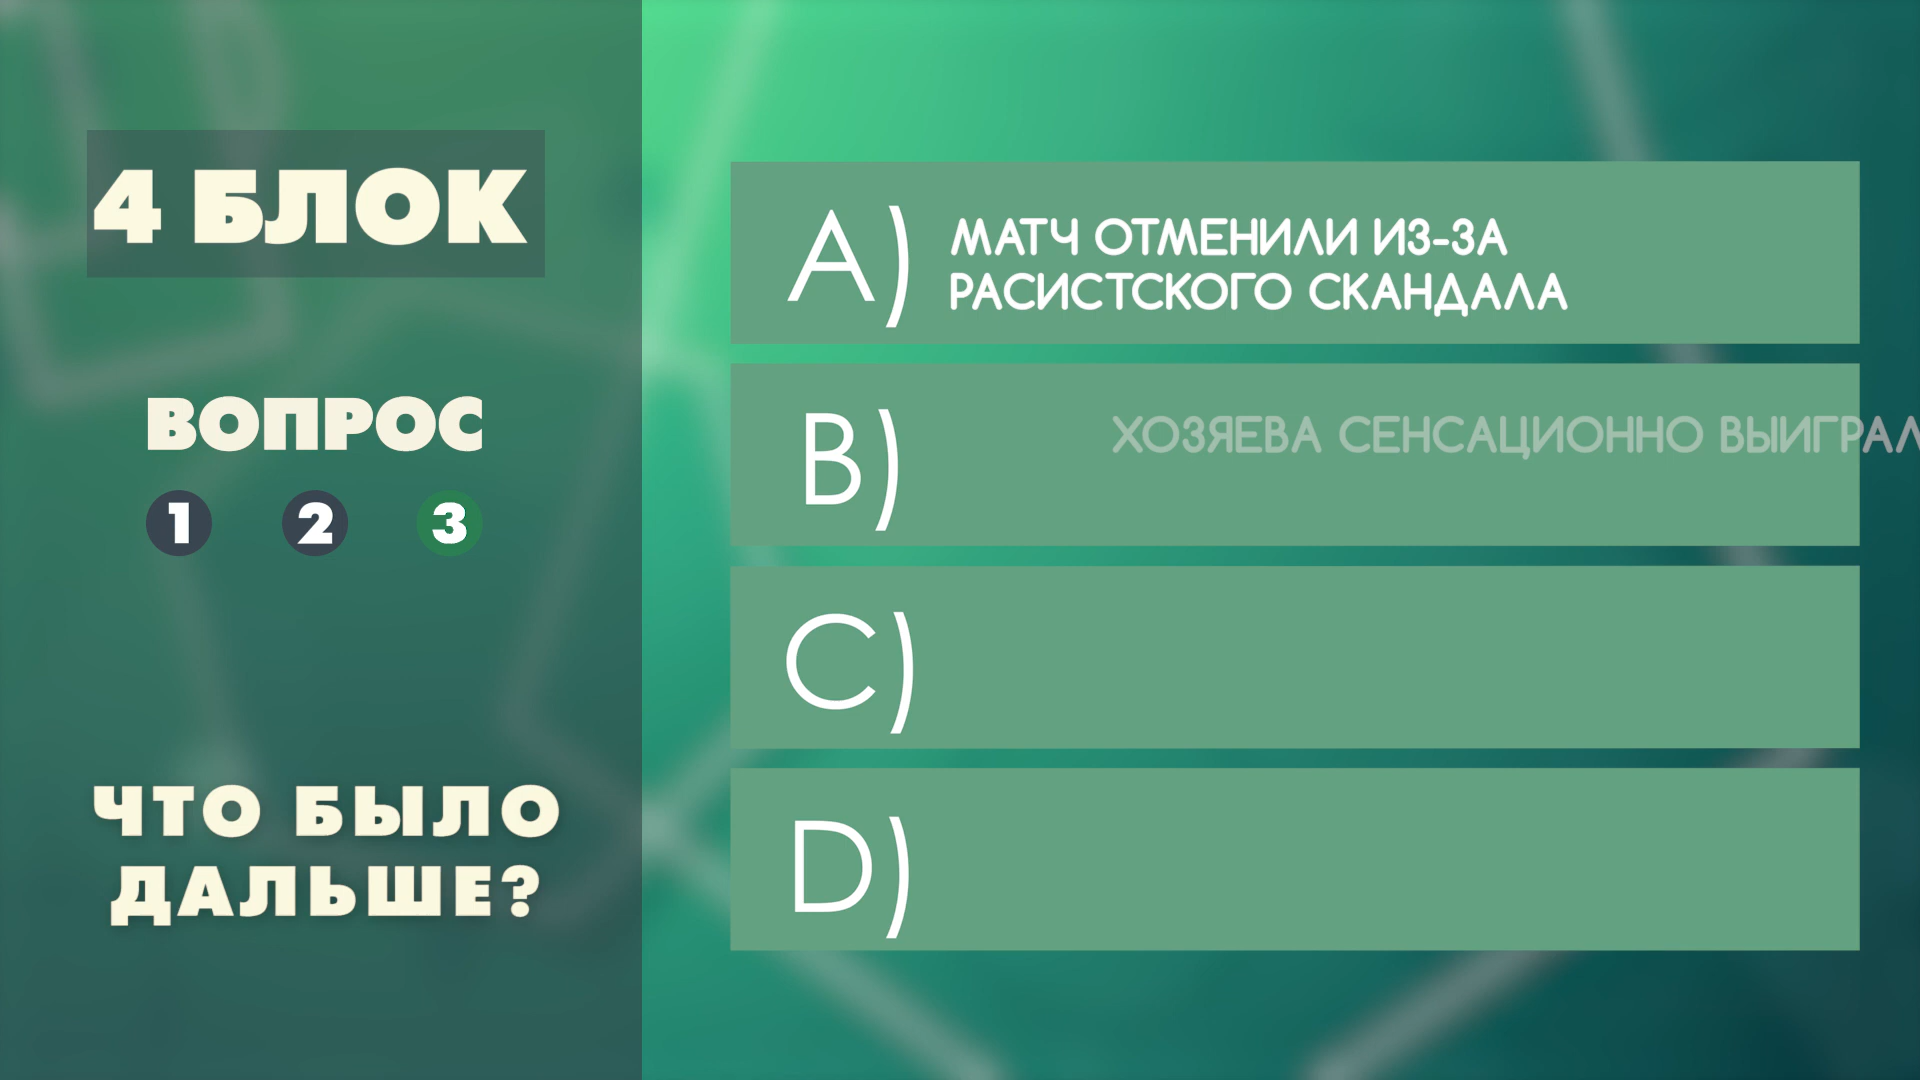 4 БЛОК
ВОПРОС
1 2 3
ЧТО БЫЛО
ДАЛЬШЕ?
A) МАТЧ ОТМЕНИЛИ ИЗ-ЗА
РАСИСТСКОГО СКАНДАЛА
B) ХОЗЯЕВА СЕНСАЦИОННО
C)
D)